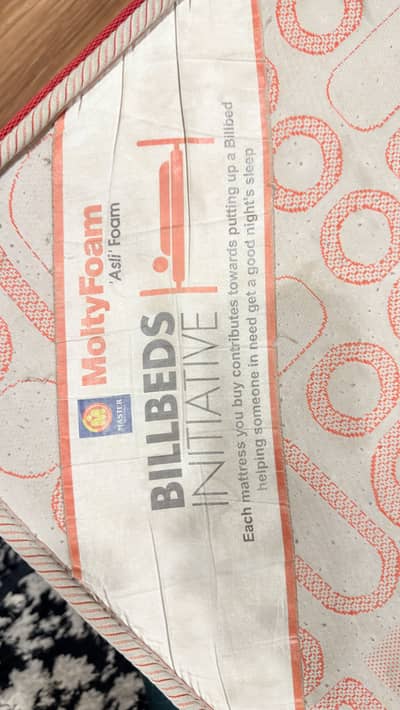 MASTER
MoltyFoam
'Asli' Foam
BILLBEDS
INITIATIVE
Each mattress you buy contributes towards putting up a Billbed
helping someone in need get a good night's sleep